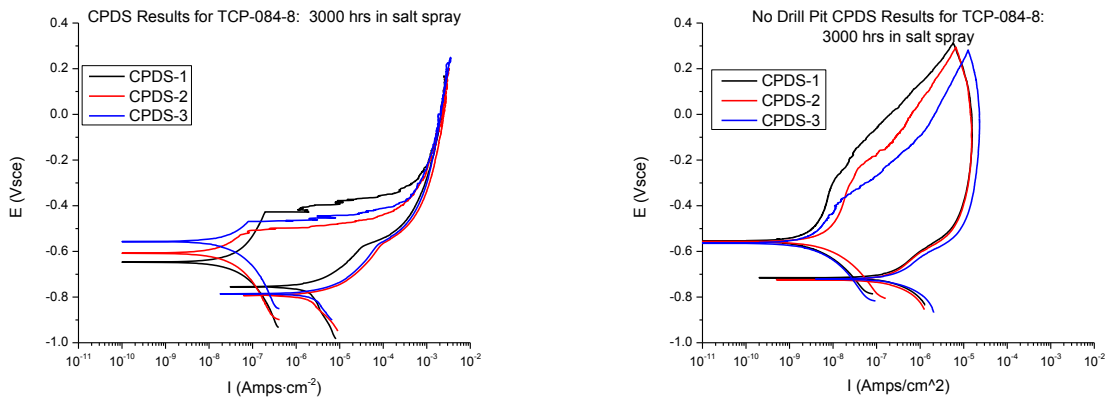 CPDS Results for TCP-084-8:  3000 hrs in salt spray
0.4
0.2
0.0
-0.2
-0.4
-0.6
-0.8
-1.0
E (Vsce)
CPDS-1
CPDS-2
CPDS-3
10-11 10-10 10-9 10-8 10-7 10-6 10-5 10-4 10-3 10-2
I (Amps·cm-2)
No Drill Pit CPDS Results for TCP-084-8:
3000 hrs in salt spray
0.4
0.2
0.0
-0.2
-0.4
-0.6
-0.8
-1.0
E (Vsce)
CPDS-1
CPDS-2
CPDS-3
10-11 10-10 10-9 10-8 10-7 10-6 10-5 10-4 10-3 10-2
I (Amps/cm^2)